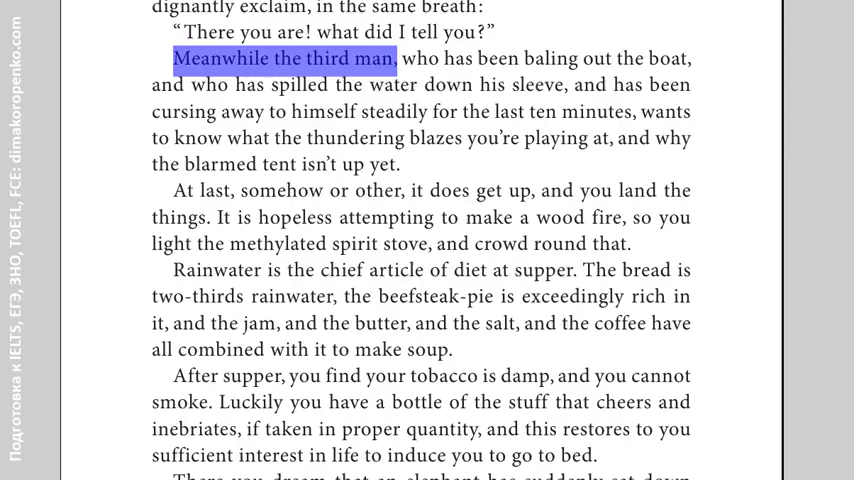 dignantly exclaim, in the same breath:
“There you are! what did I tell you?”
Meanwhile the third man, who has been baling out the boat,
and who has spilled the water down his sleeve, and has been
cursing away to himself steadily for the last ten minutes, wants
to know what the thundering blazes you’re playing at, and why
the blarmed tent isn’t up yet.
At last, somehow or other, it does get up, and you land the
things. It is hopeless attempting to make a wood fire, so you
light the methylated spirit stove, and crowd round that.
Rainwater is the chief article of diet at supper. The bread is
two-thirds rainwater, the beefsteak-pie is exceedingly rich in
it, and the jam, and the butter, and the salt, and the coffee have
all combined with it to make soup.
After supper, you find your tobacco is damp, and you cannot
smoke. Luckily you have a bottle of the stuff that cheers and
inebriates, if taken in proper quantity, and this restores to you
sufficient interest in life to induce you to go to bed.
There you dream that an elephant has suddenly sat down
Подготовка к IELTS, ЕГЭ, ЗНО, TOEFL, FCE: dimakoropenko.com